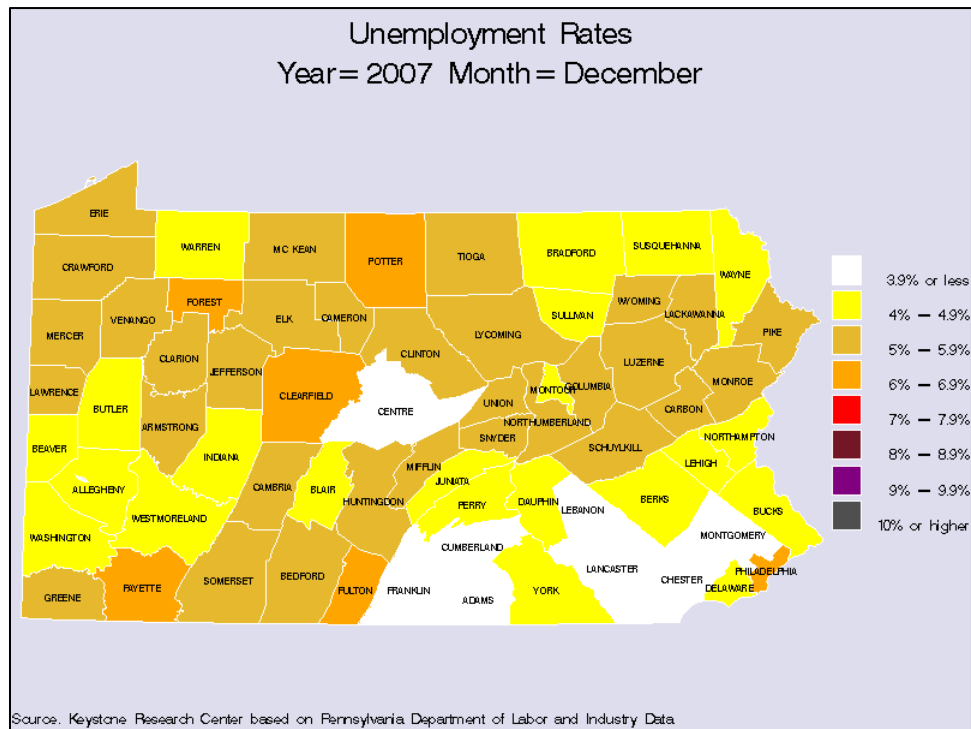 Unemployment Rates
Year= 2007 Month= December
ERIE
WARREN
MC KEAN
POTTER
TIOGA
BRADFORD
SUSQUEHANNA
WAYNE
CRAWFORD
FOREST
VENANGO
ELK
CAMERON
SULLIVAN
WYOMING
LACKAWANNA
PIKE
MERCER
CLARION
JEFFERSON
CLINTON
LYCOMING
LUZERNE
MONROE
LAWRENCE
BUTLER
CLEARFIELD
CENTRE
UNION
MONTOUR
COLUMBIA
CARBON
ARMSTRONG
NORTHUMBERLAND
SNYDER
SCHUYLKILL
NORTHAMPTON
BEAVER
INDIANA
MIFFLIN
LEHIGH
ALLEGHENY
CAMBRIA
BLAIR
HUNTINGDON
JUNIATA
PERRY
DAUPHIN
LEBANON
BERKS
BUCKS
WASHINGTON
WESTMORELAND
CUMBERLAND
MONTGOMERY
LANCASTER
CHESTER
PHILADELPHIA
DELAWARE
GREENE
FAYETTE
SOMERSET
BEDFORD
FULTON
FRANKLIN
ADAMS
YORK
3.9% or less
4% – 4.9%
5% – 5.9%
6% – 6.9%
7% – 7.9%
8% – 8.9%
9% – 9.9%
10% or higher
Source. Keystone Research Center based on Pennsylvania Department of Labor and Industry Data